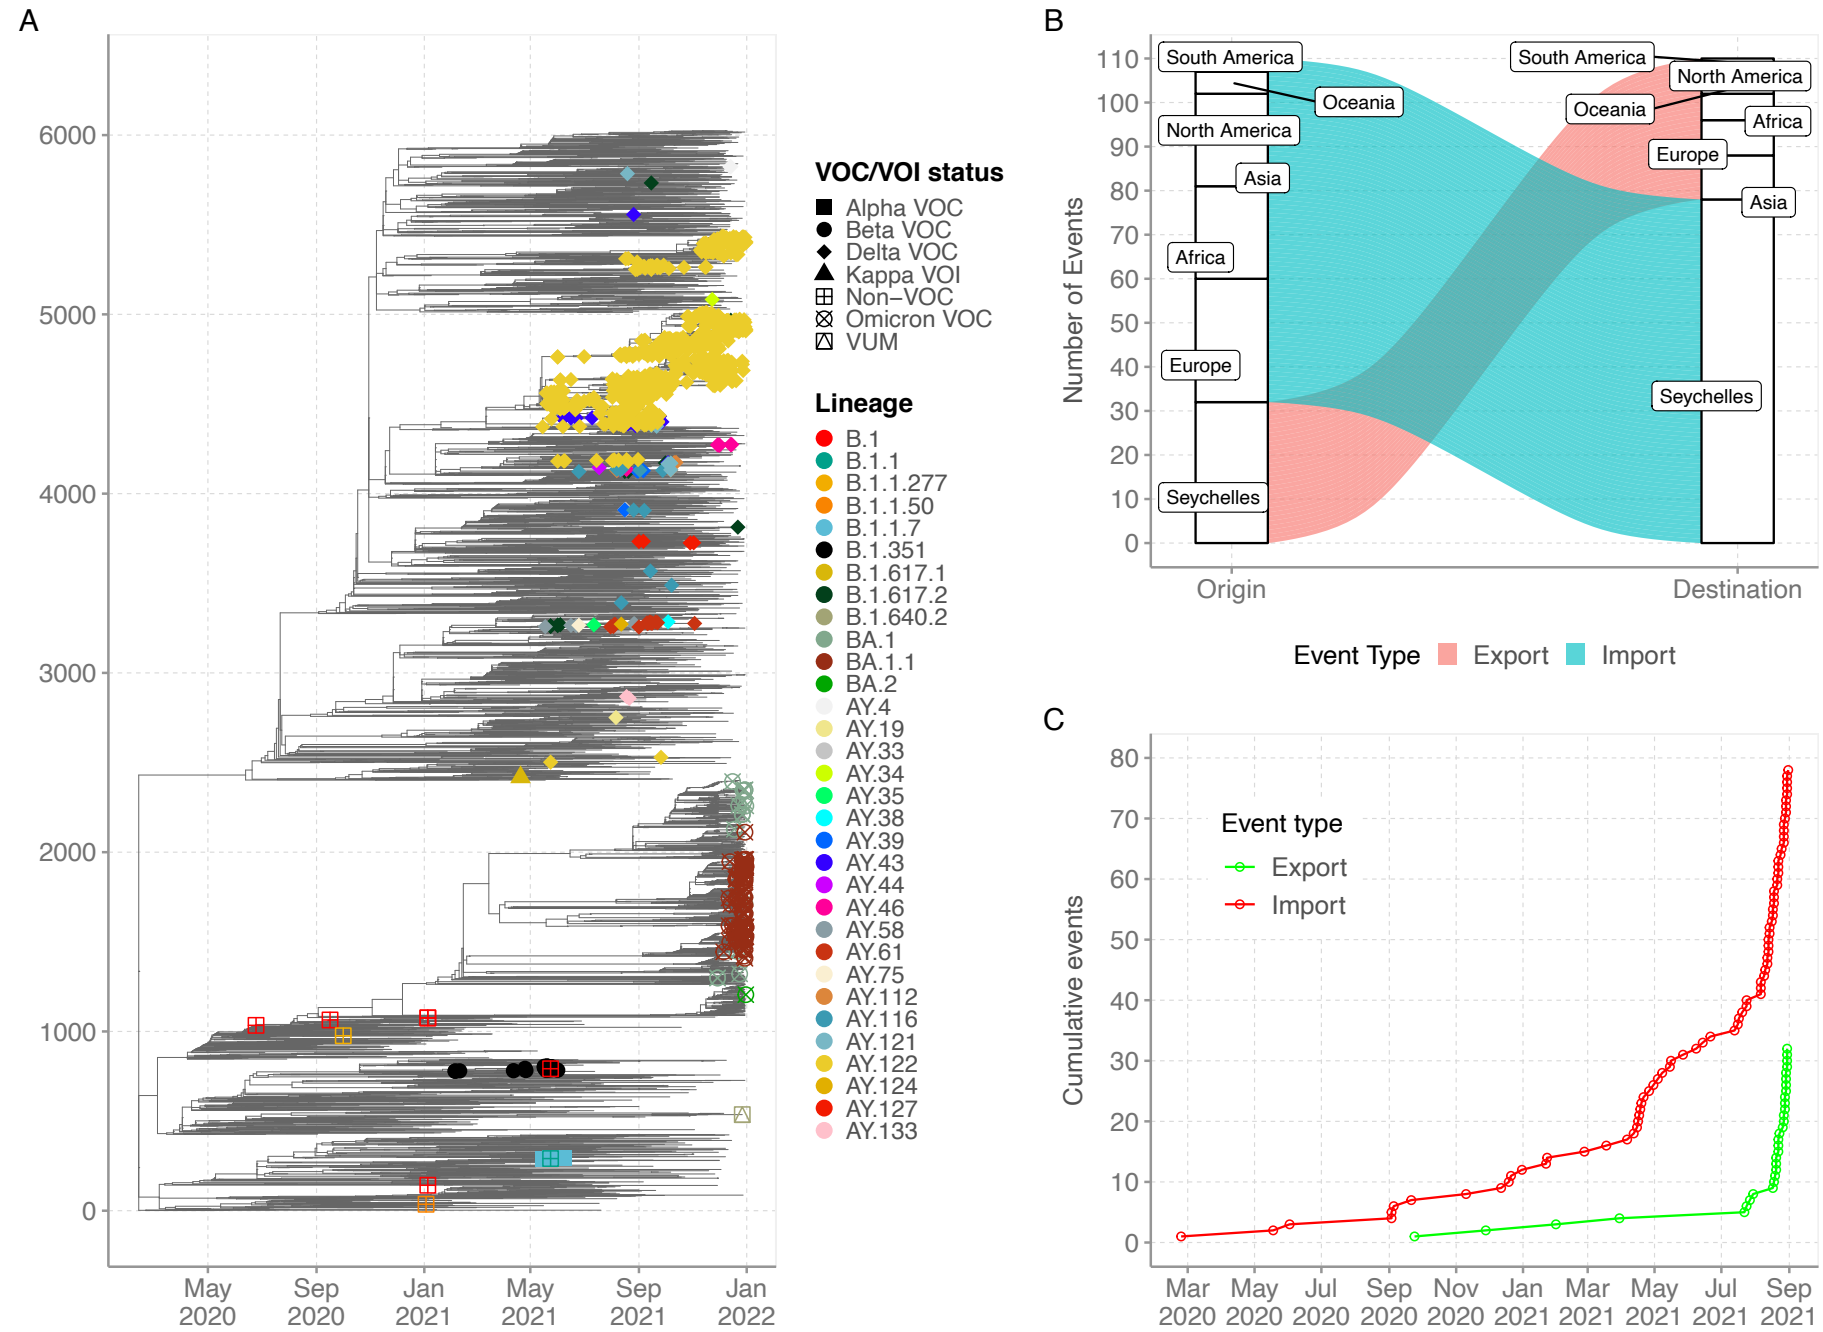 A
6000
5000
4000
3000
2000
1000
0
May
2020
Sep
2020
Jan
2021
May
2021
Sep
2021
Jan
2022
VOC/VOI status
Alpha VOC
Beta VOC
Delta VOC
Kappa VOI
Non−VOC
Omicron VOC
VUM
Lineage
B.1
B.1.1
B.1.1.277
B.1.1.50
B.1.1.7
B.1.351
B.1.617.1
B.1.617.2
B.1.640.2
BA.1
BA.1.1
BA.2
AY.4
AY.19
AY.33
AY.34
AY.35
AY.38
AY.39
AY.43
AY.44
AY.46
AY.58
AY.61
AY.75
AY.112
AY.116
AY.121
AY.122
AY.124
AY.127
AY.133
B
Number of Events
110
100
90
80
70
60
50
40
30
20
10
0
South America
Oceania
North America
Asia
Africa
Europe
Seychelles
South America
North America
Oceania
Africa
Europe
Asia
Seychelles
Origin
Destination
Event Type
Export
Import
C
Cumulative events
80
70
60
50
40
30
20
10
0
Event type
Export
Import
Mar
2020
May
2020
Jul
2020
Sep
2020
Nov
2020
Jan
2021
Mar
2021
May
2021
Jul
2021
Sep
2021